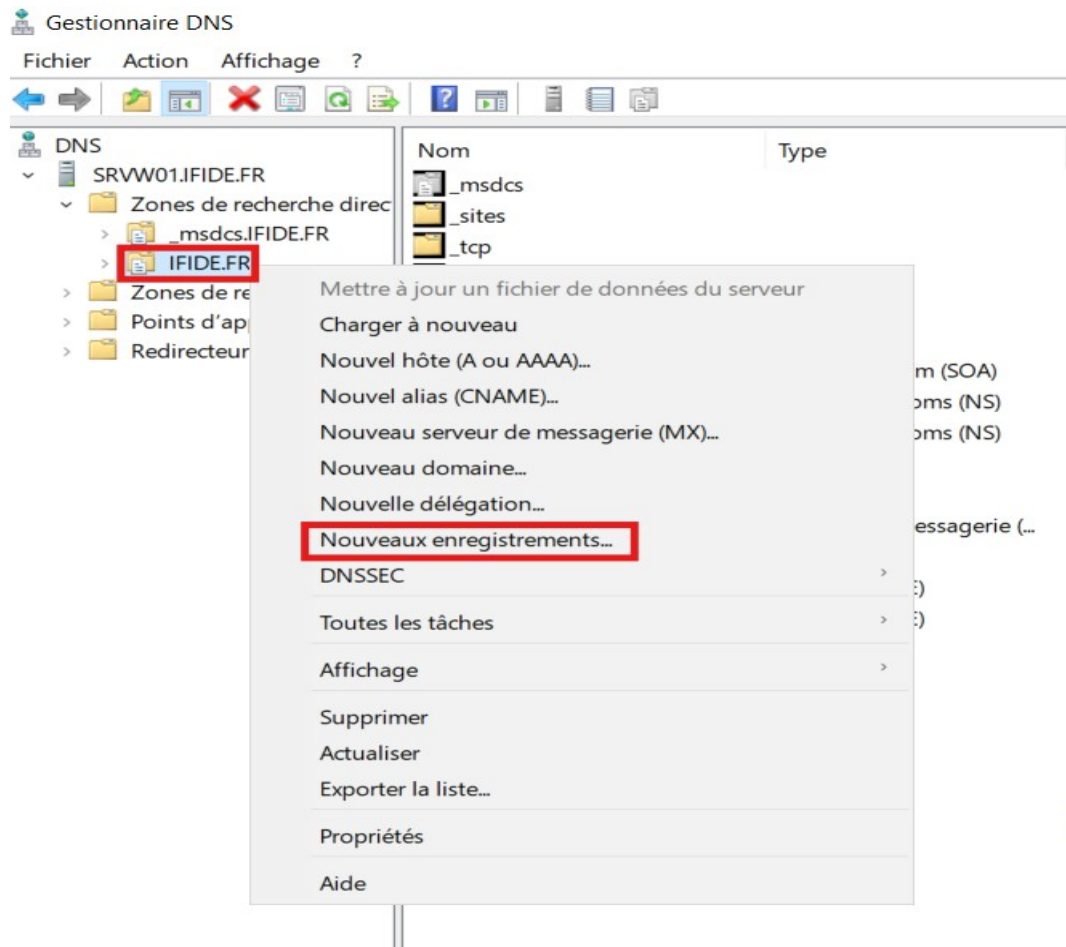 Gestionnaire DNS
Fichier Action Affichage ?
DNS
SRVW01.IFIDE.FR
Zones de recherche direc
_msdcs.IFIDE.FR
IFIDE.FR
Zones de re
Points d'ap
Redirecteur
Nom Type
_msdcs
_sites
_tcp
m (SOA)
oms (NS)
oms (NS)
essagerie (...
E)
E)
Mettre à jour un fichier de données du serveur
Charger à nouveau
Nouvel hôte (A ou AAAA)...
Nouvel alias (CNAME)...
Nouveau serveur de messagerie (MX)...
Nouveau domaine...
Nouvelle délégation...
Nouveaux enregistrements...
DNSSEC
Toutes les tâches
Affichage
Supprimer
Actualiser
Exporter la liste...
Propriétés
Aide